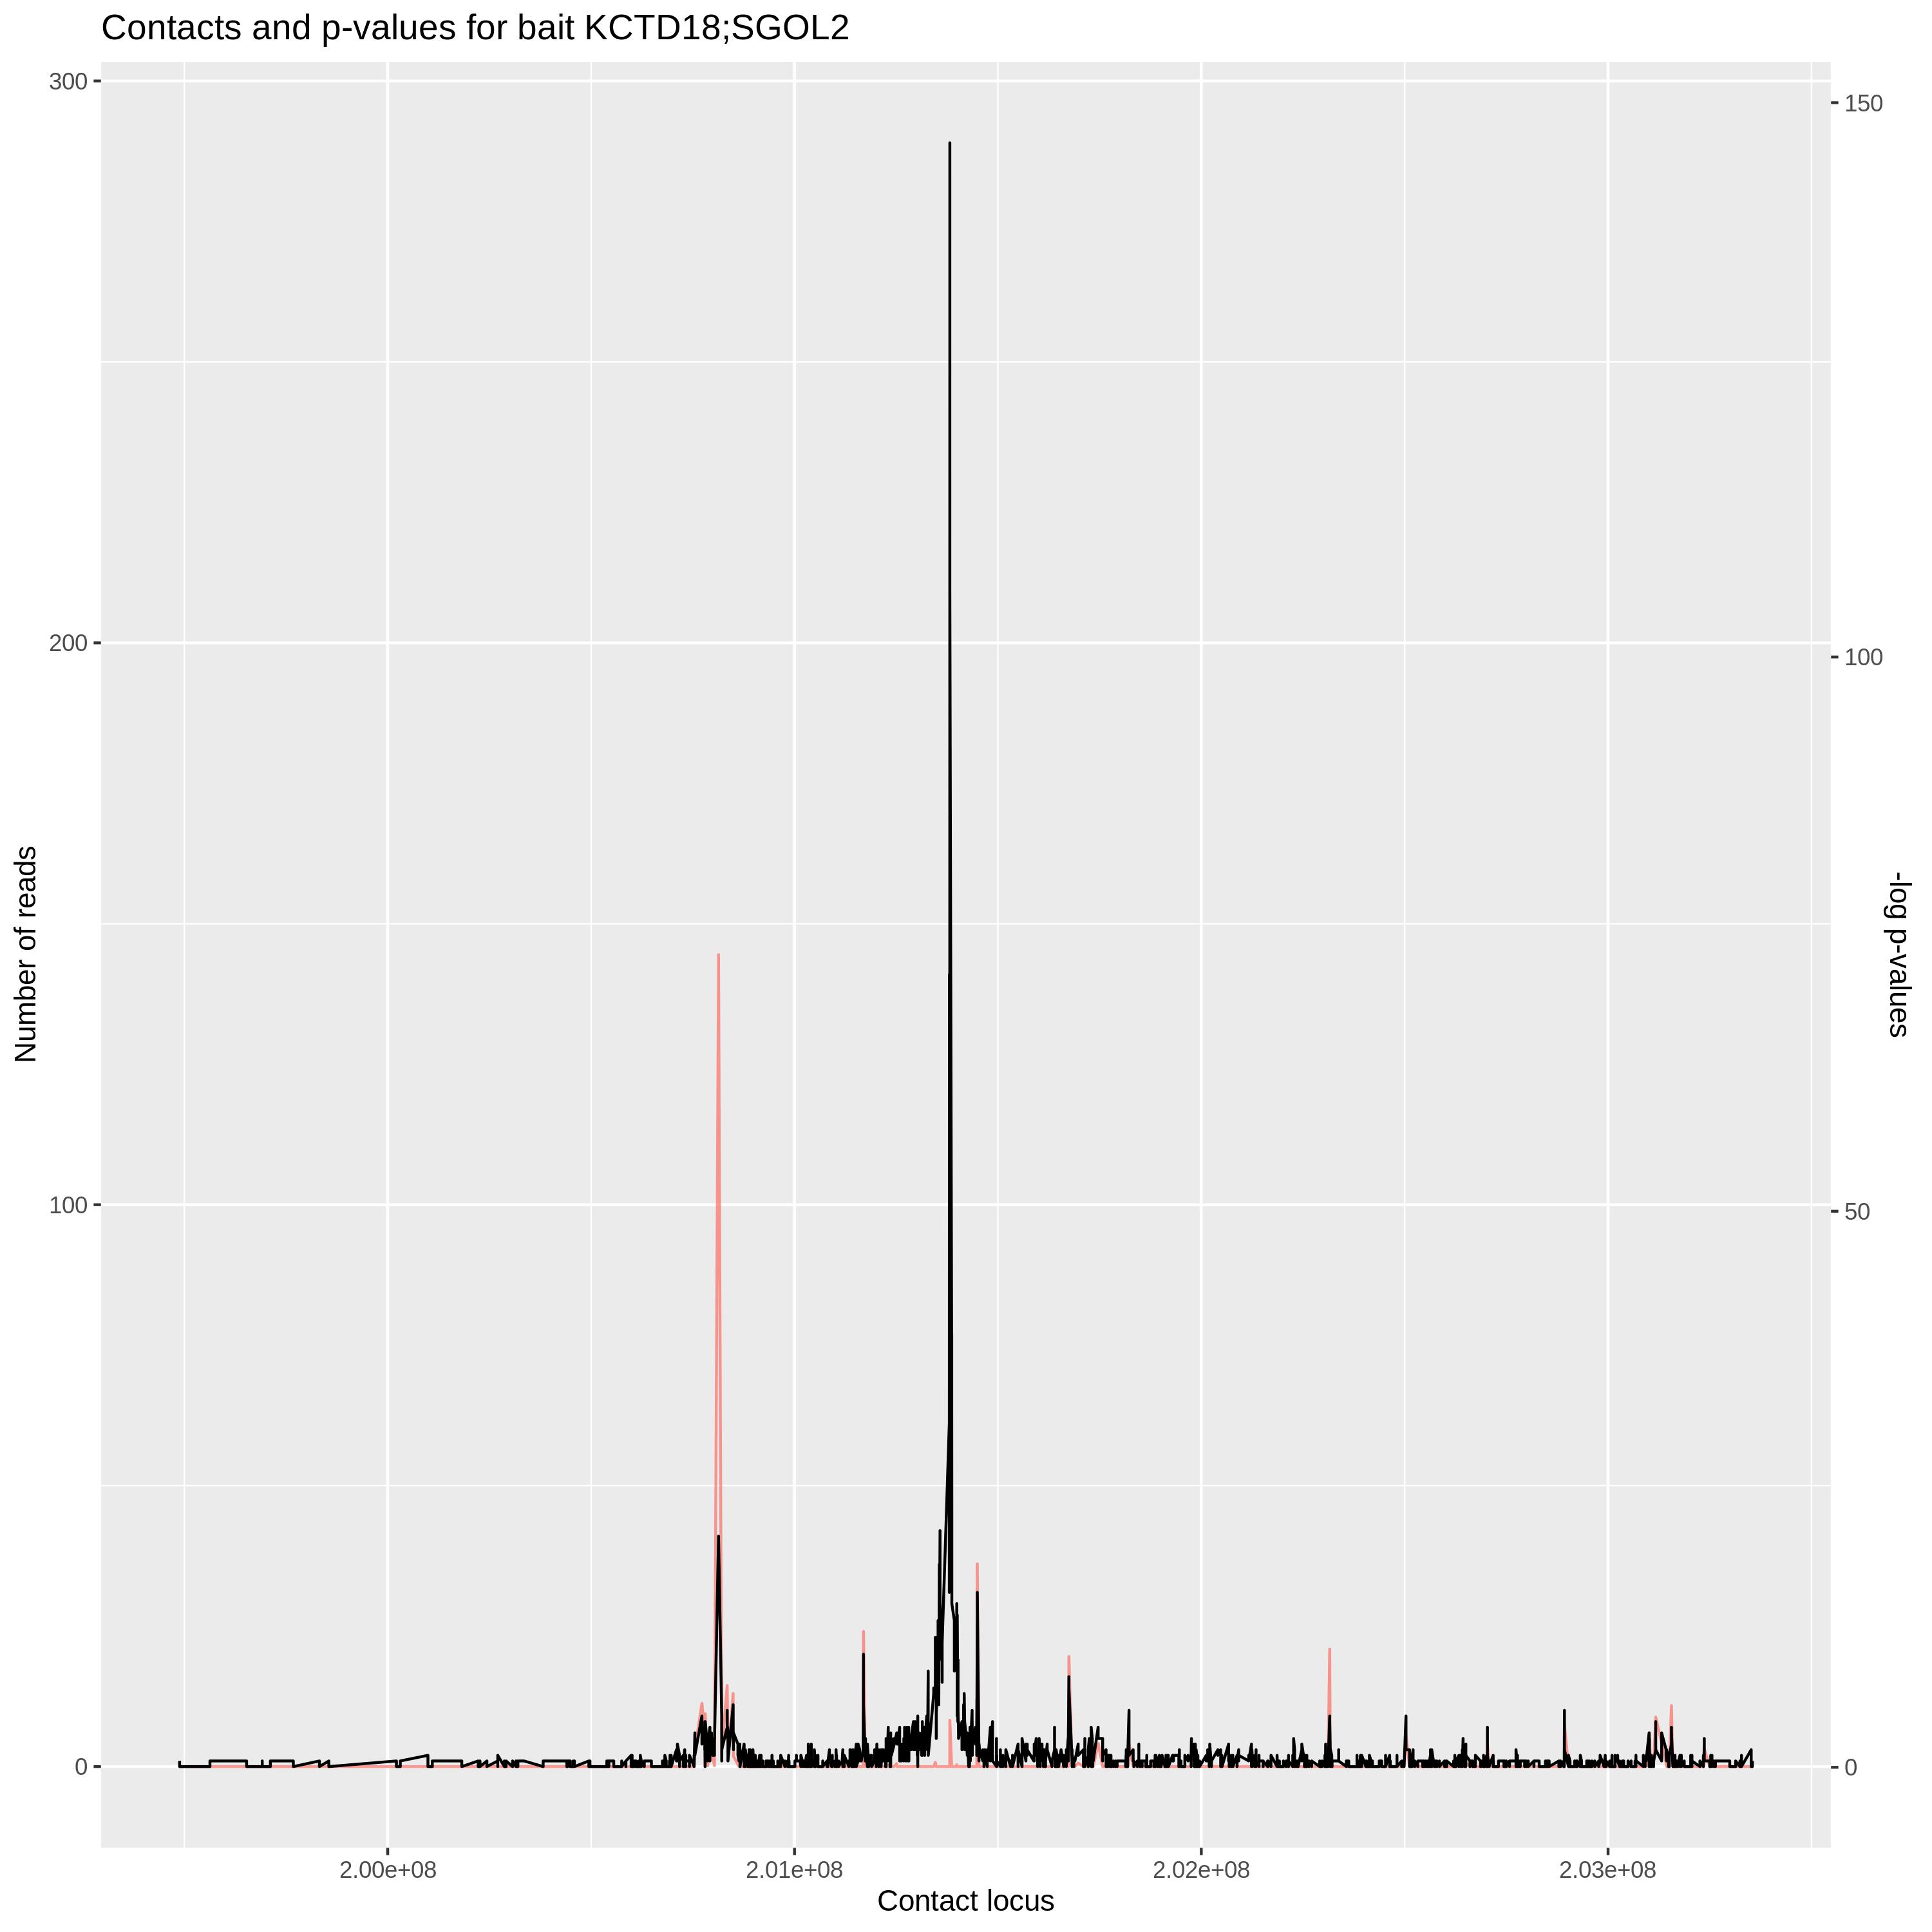 Contacts and p-values for bait KCTD18;SGOL2
300
200
100
0
Number of reads
150
100
50
0
-log p-values
2.00e+08
2.01e+08
2.02e+08
2.03e+08
Contact locus